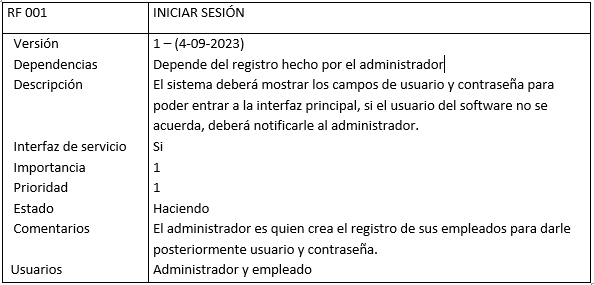 RF 001 INICIAR SESIÓN
Versión 1 – (4-09-2023)
Dependencias Depende del registro hecho por el administrador
Descripción El sistema deberá mostrar los campos de usuario y contraseña para
poder entrar a la interfaz principal, si el usuario del software no se
acuerda, deberá notificarle al administrador.
Interfaz de servicio Si
Importancia 1
Prioridad 1
Estado Haciendo
Comentarios El administrador es quien crea el registro de sus empleados para darle
posteriormente usuario y contraseña.
Usuarios Administrador y empleado